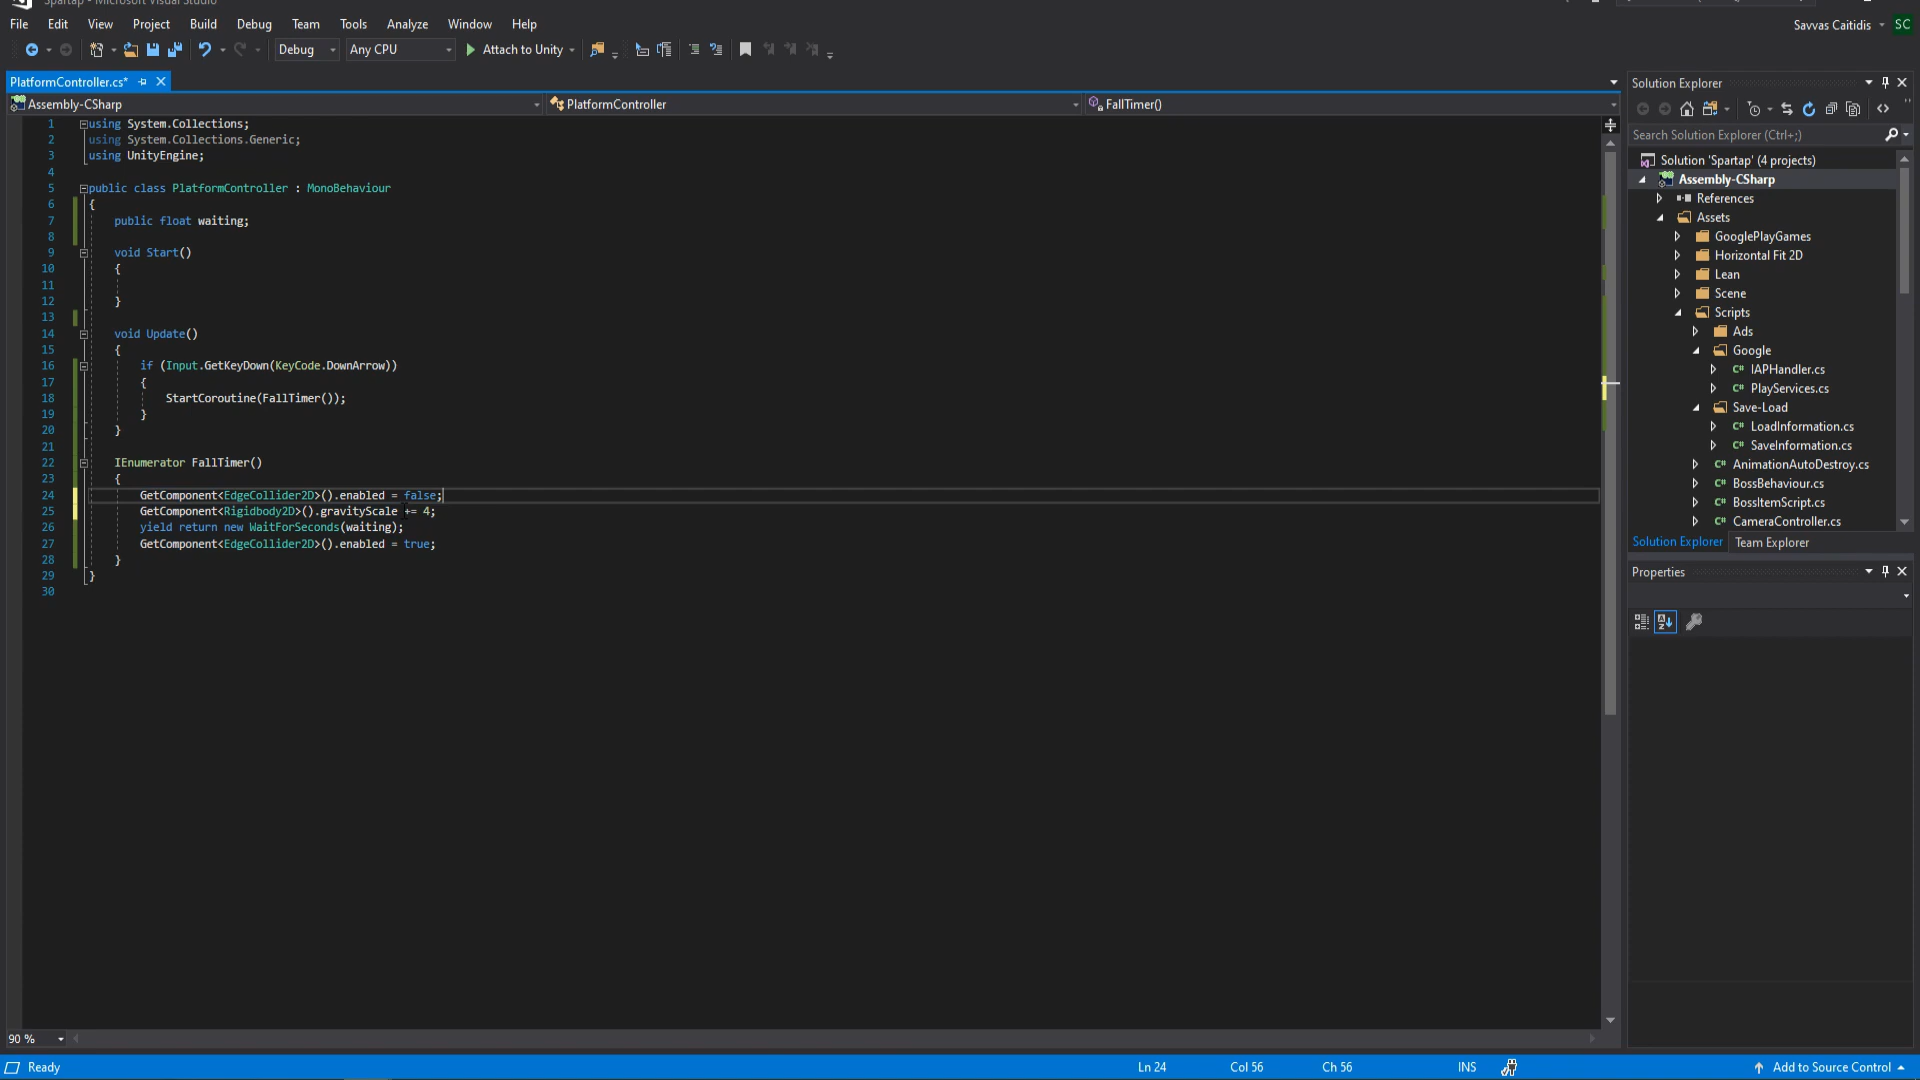 Spartap - Microsoft Visual Studio
File Edit View Project Build Debug Team Tools Analyze Window Help
Savvas Caitidis SC
Debug Any CPU Attach to Unity
PlatformController.cs*
Assembly-CSharp PlatformController FallTimer()
1 using System.Collections;
2 using System.Collections.Generic;
3 using UnityEngine;
4
5 public class PlatformController : MonoBehaviour
6 {
7 public float waiting;
8
9 void Start()
10 {
11
12 }
13
14 void Update()
15 {
16 if (Input.GetKeyDown(KeyCode.DownArrow))
17 {
18 StartCoroutine(FallTimer());
19 }
20 }
21
22 IEnumerator FallTimer()
23 {
24 GetComponent<EdgeCollider2D>().enabled = false;
25 GetComponent<Rigidbody2D>().gravityScale += 4;
26 yield return new WaitForSeconds(waiting);
27 GetComponent<EdgeCollider2D>().enabled = true;
28 }
29 }
30
90 %
Solution Explorer
Search Solution Explorer (Ctrl+;)
Solution 'Spartap' (4 projects)
Assembly-CSharp
References
Assets
GooglePlayGames
Horizontal Fit 2D
Lean
Scene
Scripts
Ads
Google
C# IAPHandler.cs
C# PlayServices.cs
Save-Load
C# LoadInformation.cs
C# SaveInformation.cs
C# AnimationAutoDestroy.cs
C# BossBehaviour.cs
C# BossItemScript.cs
C# CameraController.cs
Solution Explorer Team Explorer
Properties
Ready Ln 24 Col 56 Ch 56 INS Add to Source Control